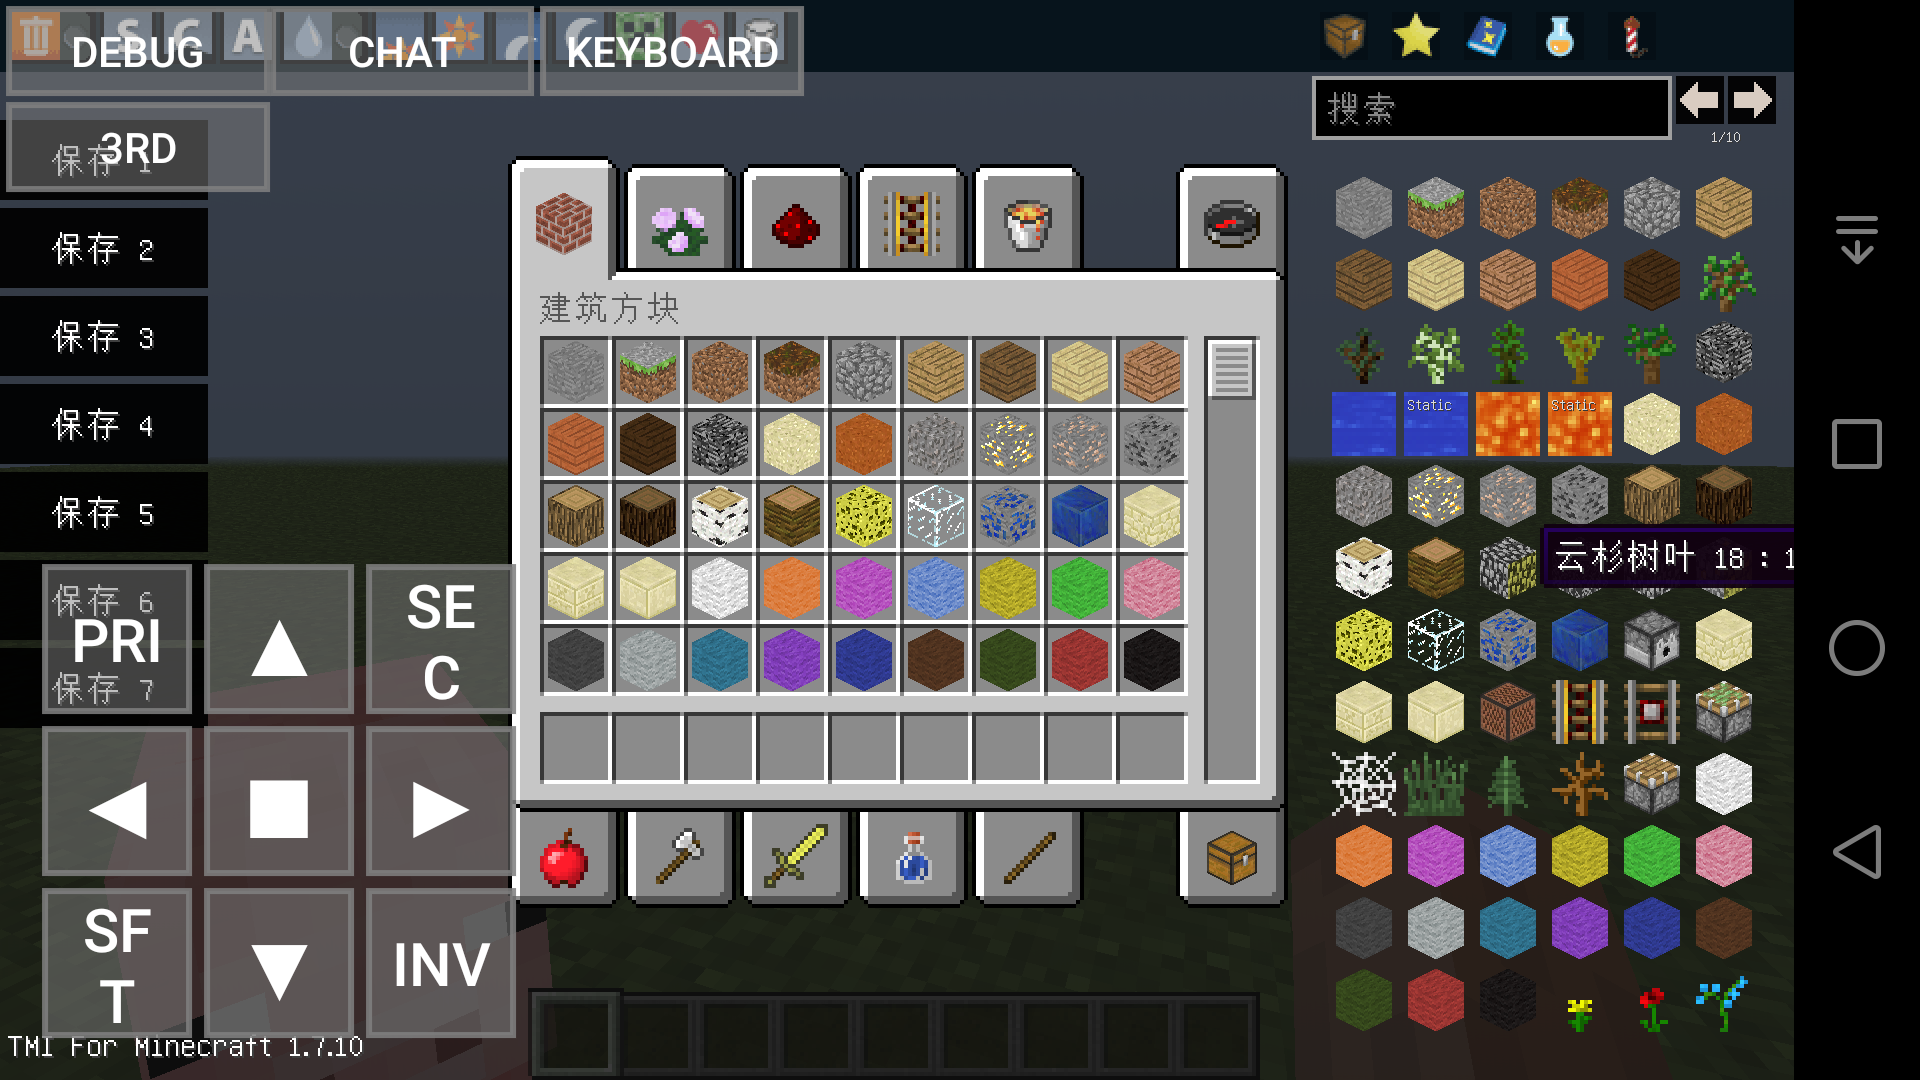 S C A
DEBUG CHAT KEYBOARD
3RD
保存 1
保存 2
保存 3
保存 4
保存 5
保存 6
保存 7
PRI
SE
C
SF
T
INV
TMI For Minecraft 1.7.10
建筑方块
搜索
1/10
Static Static
云杉树叶 18 : 1